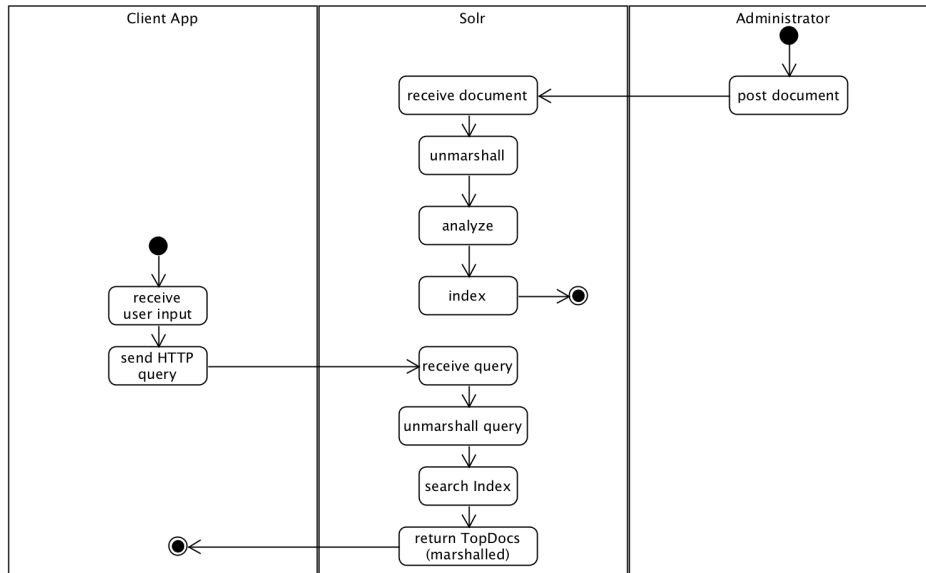 Client App
Solr
Administrator
receive document
post document
unmarshall
analyze
index
receive
user input
send HTTP
query
receive query
unmarshall query
search Index
return TopDocs
(marshalled)